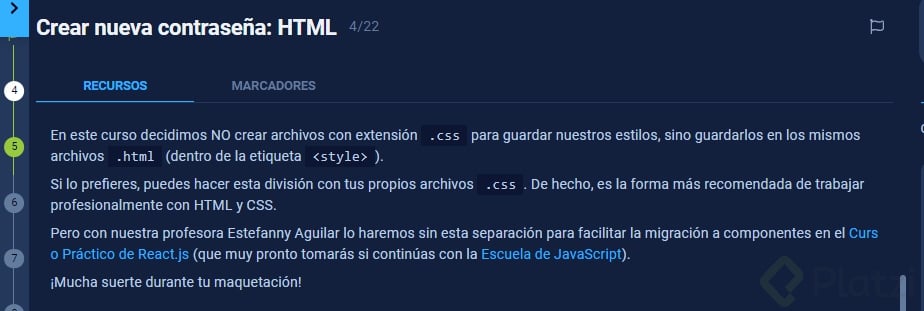 Crear nueva contraseña: HTML 4/22
RECURSOS MARCADORES
4
En este curso decidimos NO crear archivos con extensión .css para guardar nuestros estilos, sino guardarlos en los mismos
5
archivos .html (dentro de la etiqueta <style> ).
Si lo prefieres, puedes hacer esta división con tus propios archivos .css . De hecho, es la forma más recomendada de trabajar
6
profesionalmente con HTML y CSS.
Pero con nuestra profesora Estefanny Aguilar lo haremos sin esta separación para facilitar la migración a componentes en el Curs
7
o Práctico de React.js (que muy pronto tomarás si continúas con la Escuela de JavaScript).
¡Mucha suerte durante tu maquetación!
Platzi